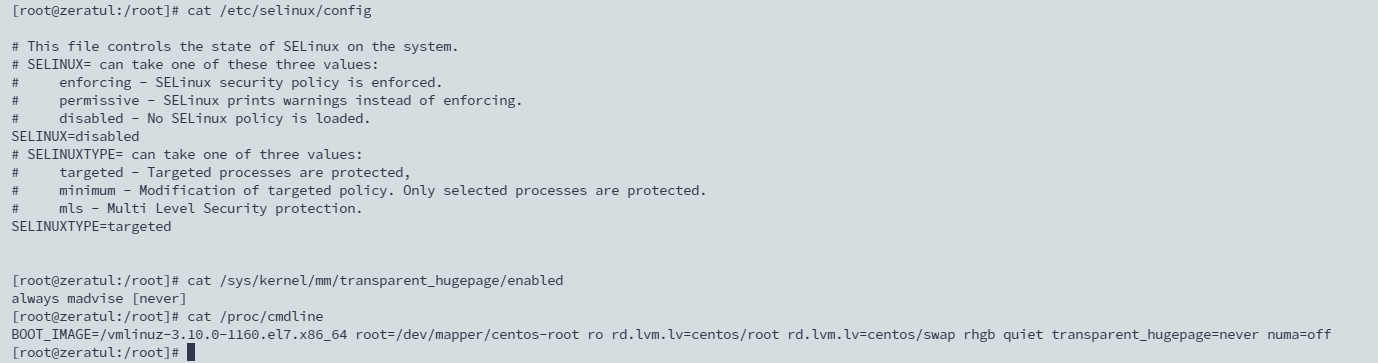 [root@zeratul:/root]# cat /etc/selinux/config
# This file controls the state of SELinux on the system.
# SELINUX= can take one of these three values:
#     enforcing - SELinux security policy is enforced.
#     permissive - SELinux prints warnings instead of enforcing.
#     disabled - No SELinux policy is loaded.
SELINUX=disabled
# SELINUXTYPE= can take one of three values:
#     targeted - Targeted processes are protected,
#     minimum - Modification of targeted policy. Only selected processes are protected.
#     mls - Multi Level Security protection.
SELINUXTYPE=targeted
[root@zeratul:/root]# cat /sys/kernel/mm/transparent_hugepage/enabled
always madvise [never]
[root@zeratul:/root]# cat /proc/cmdline
BOOT_IMAGE=/vmlinuz-3.10.0-1160.el7.x86_64 root=/dev/mapper/centos-root ro rd.lvm.lv=centos/root rd.lvm.lv=centos/swap rhgb quiet transparent_hugepage=never numa=off
[root@zeratul:/root]#